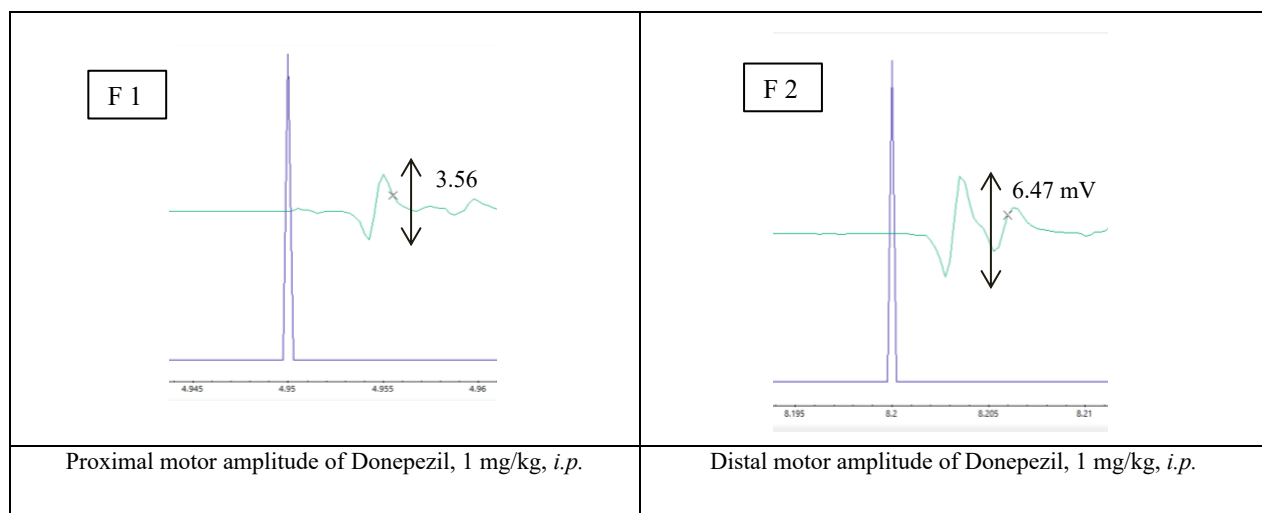 F 1
3.56
4.945 4.95 4.955 4.96
Proximal motor amplitude of Donepezil, 1 mg/kg, i.p.
F 2
6.47 mV
8.195 8.2 8.205 8.21
Distal motor amplitude of Donepezil, 1 mg/kg, i.p.